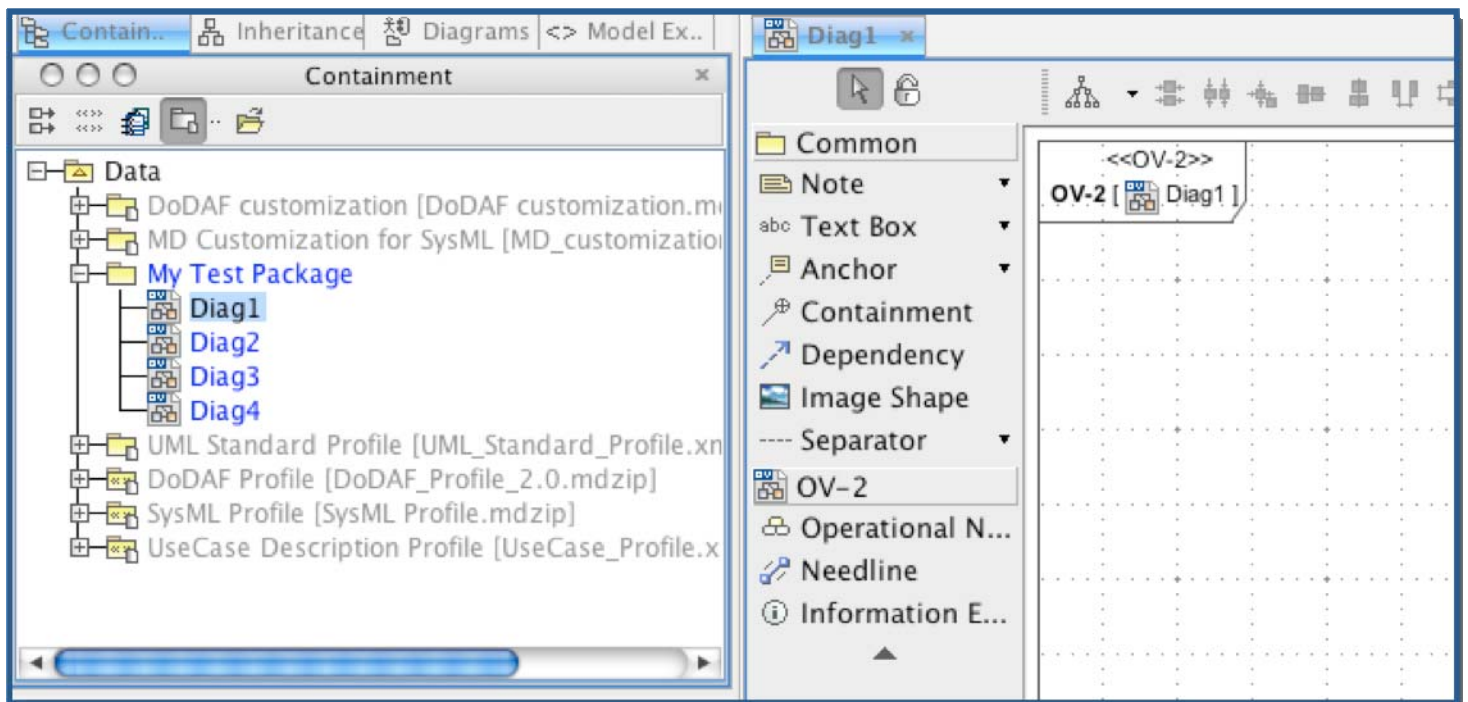 Contain.. Inheritance Diagrams <> Model Ex..
Containment
Data
DoDAF customization [DoDAF customization.m
MD Customization for SysML [MD_customizatio
My Test Package
Diag1
Diag2
Diag3
Diag4
UML Standard Profile [UML_Standard_Profile.xn
DoDAF Profile [DoDAF_Profile_2.0.mdzip]
SysML Profile [SysML Profile.mdzip]
UseCase Description Profile [UseCase_Profile.x
Diag1
Common
Note
abc Text Box
Anchor
Containment
Dependency
Image Shape
Separator
OV-2
Operational N...
Needline
Information E...
<<OV-2>>
OV-2 [ Diag1 ]